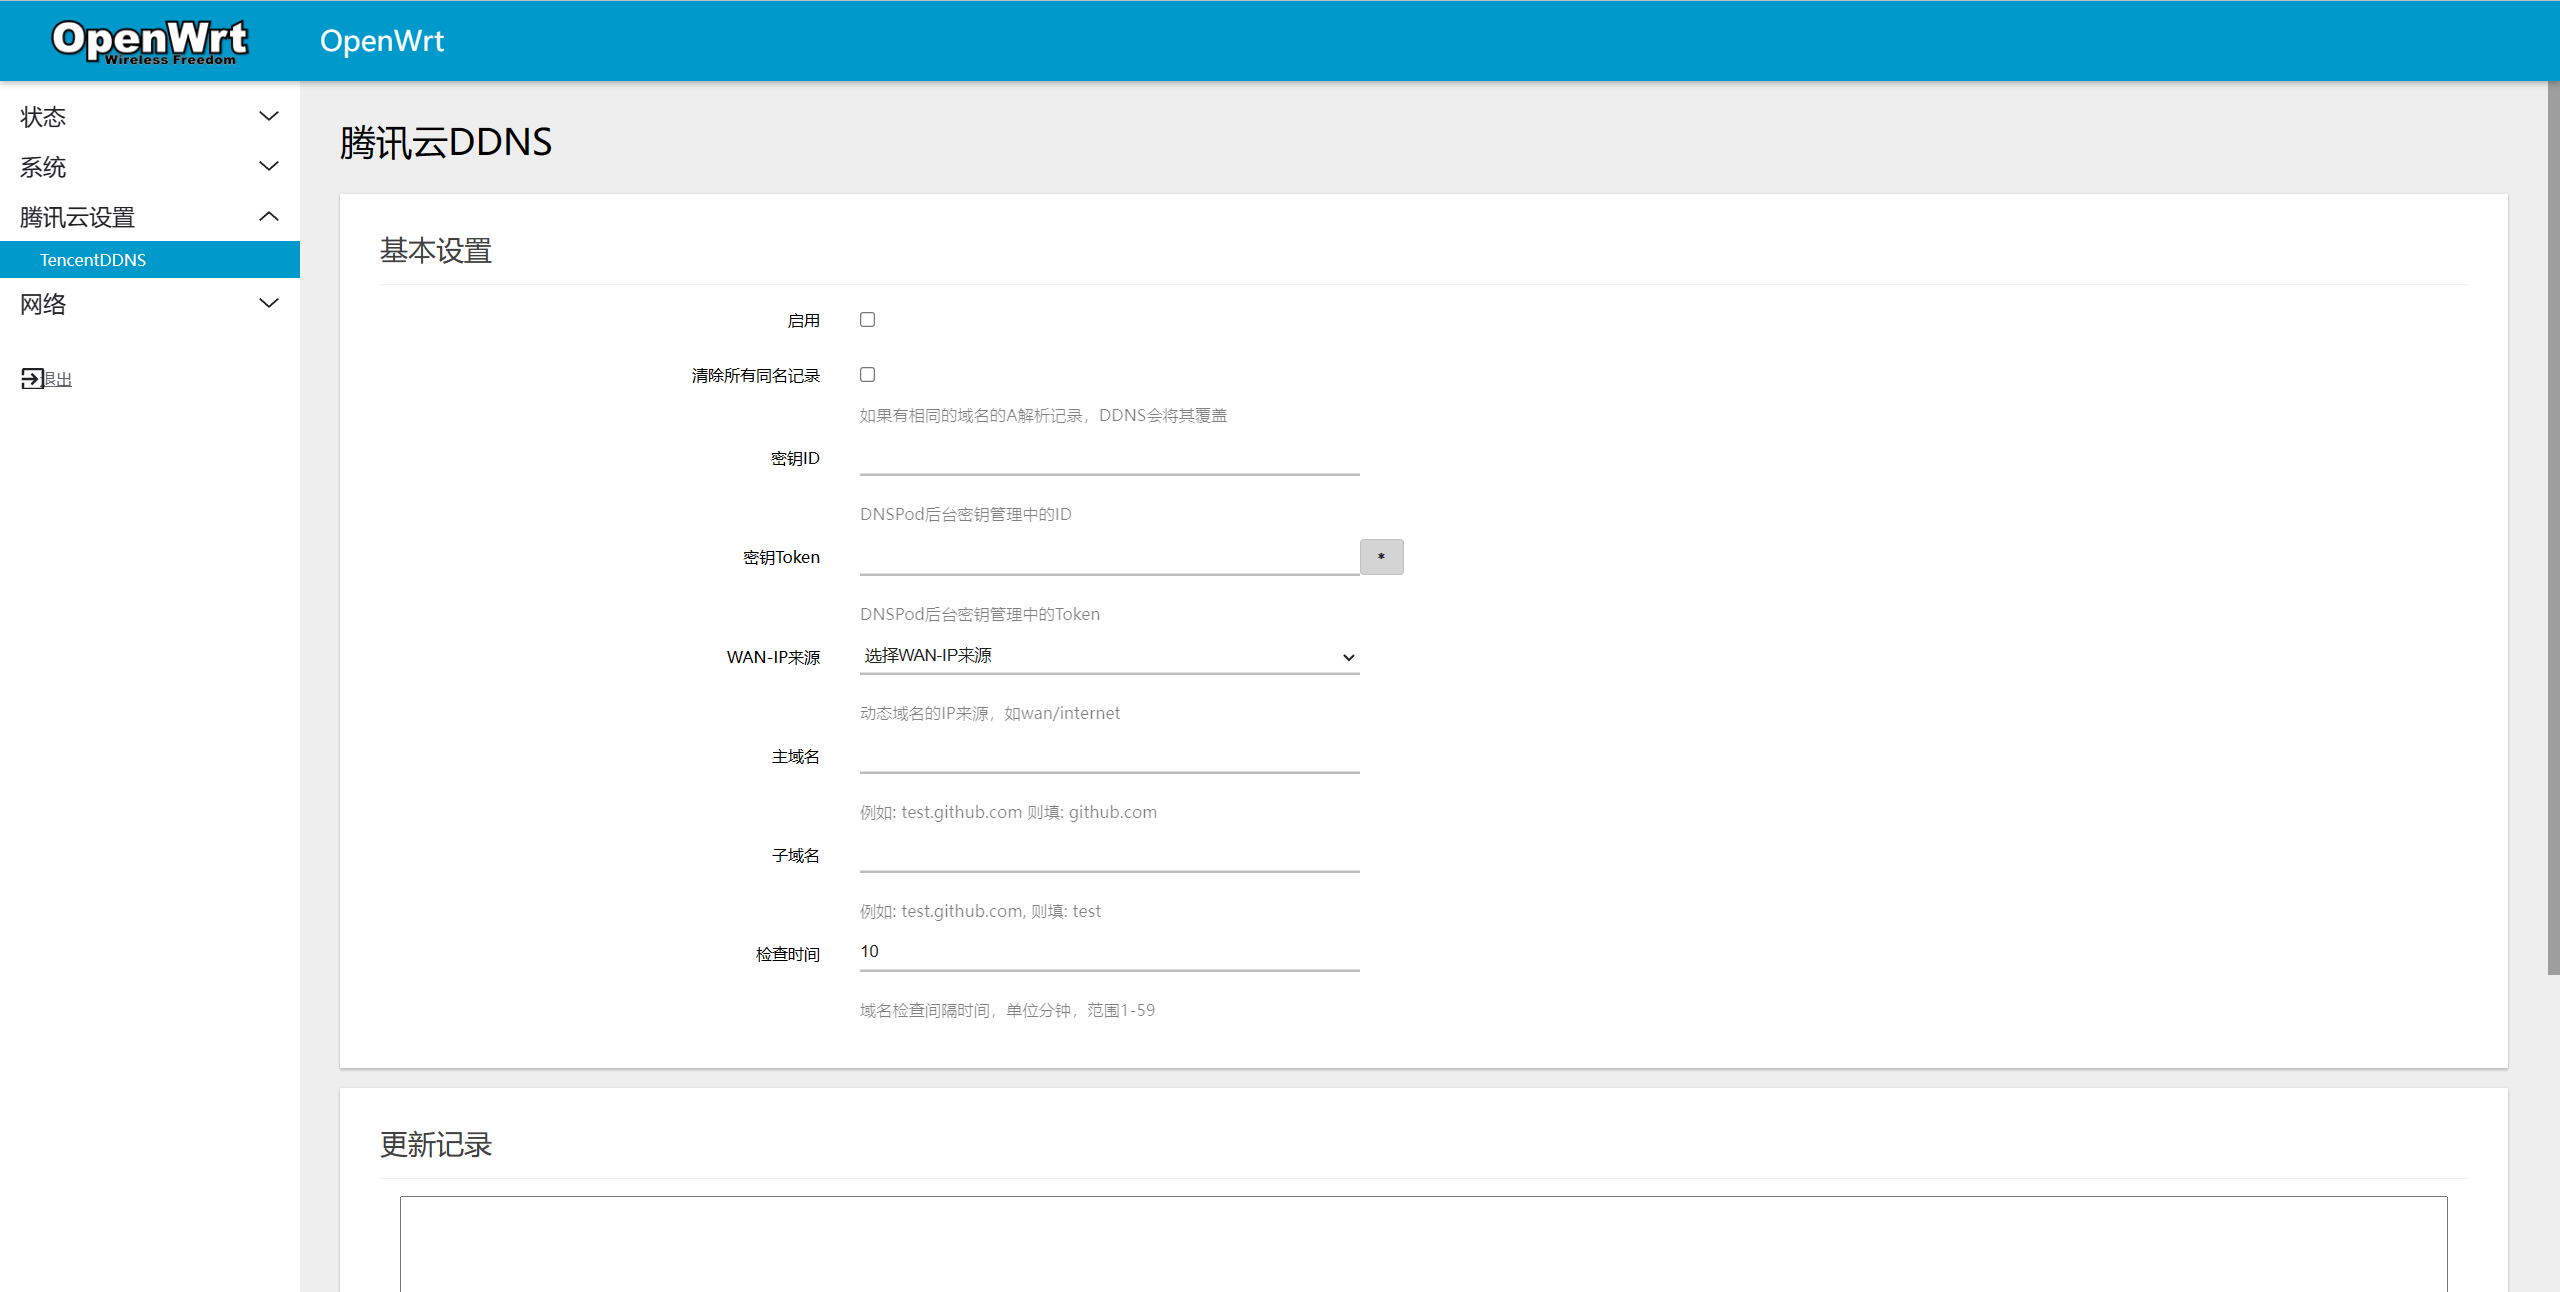 OpenWrt
Wireless Freedom
OpenWrt
状态
系统
腾讯云设置
TencentDDNS
网络
退出
腾讯云DDNS
基本设置
启用
清除所有同名记录
如果有相同的域名的A解析记录，DDNS会将其覆盖
密钥ID
DNSPod后台密钥管理中的ID
密钥Token
*
DNSPod后台密钥管理中的Token
WAN-IP来源
选择WAN-IP来源
动态域名的IP来源，如wan/internet
主域名
例如: test.github.com 则填: github.com
子域名
例如: test.github.com, 则填: test
检查时间
10
域名检查间隔时间，单位分钟，范围1-59
更新记录